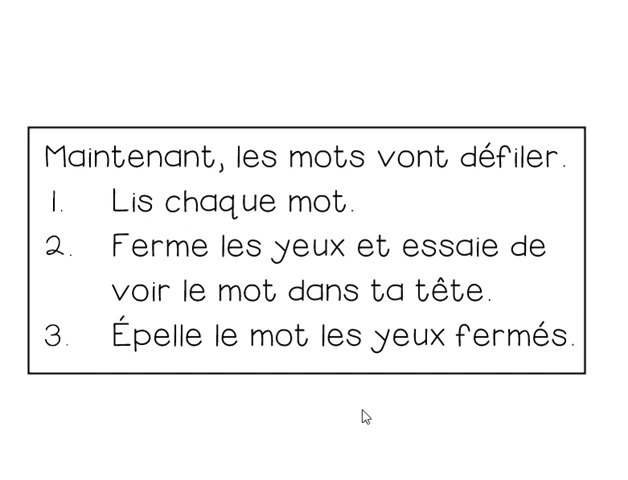 Maintenant, les mots vont défiler.
1. Lis chaque mot.
2. Ferme les yeux et essaie de
voir le mot dans ta tête.
3. Épelle le mot les yeux fermés.